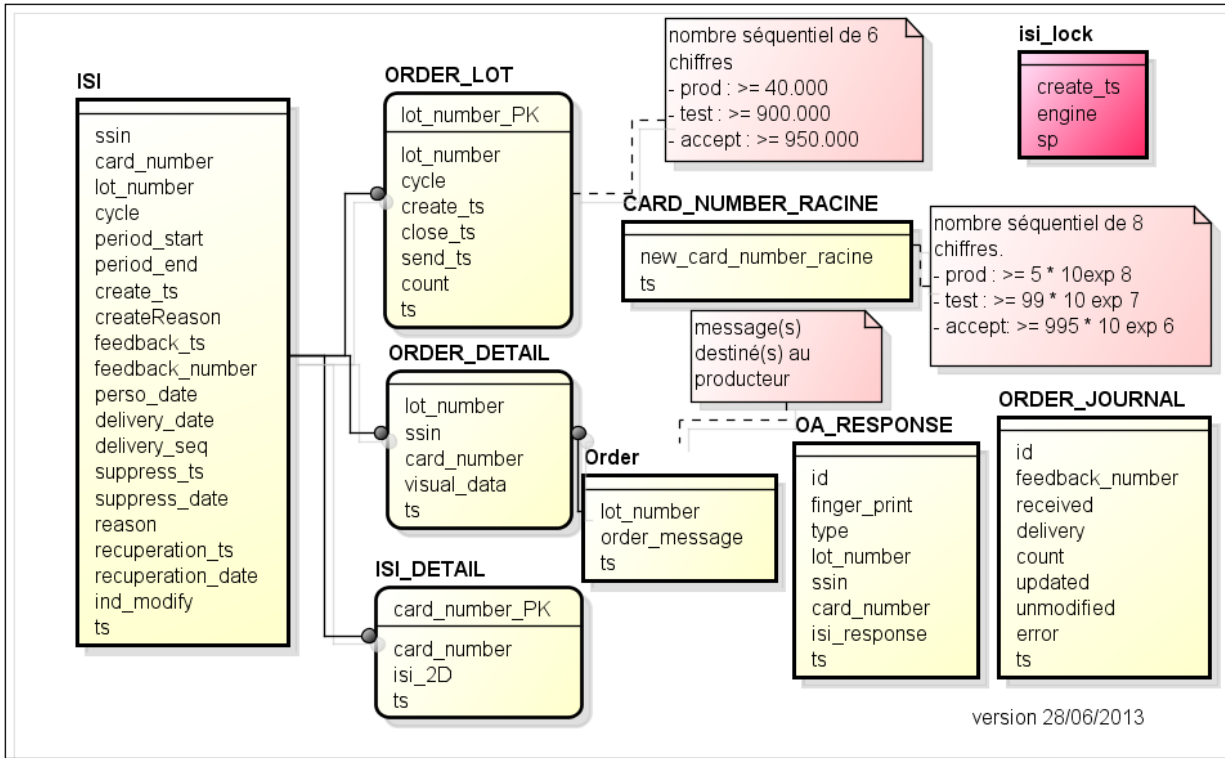 ISI
ssin
card_number
lot_number
cycle
period_start
period_end
create_ts
createReason
feedback_ts
feedback_number
perso_date
delivery_date
delivery_seq
suppress_ts
suppress_date
reason
recuperation_ts
recuperation_date
ind_modify
ts
ORDER_LOT
lot_number_PK
lot_number
cycle
create_ts
close_ts
send_ts
count
ts
nombre séquentiel de 6
chiffres
- prod : >= 40.000
- test : >= 900.000
- accept : >= 950.000
isi_lock
create_ts
engine
sp
CARD_NUMBER_RACINE
new_card_number_racine
ts
nombre séquentiel de 8
chiffres.
- prod : >= 5 * 10exp 8
- test : >= 99 * 10 exp 7
- accept: >= 995 * 10 exp 6
ORDER_DETAIL
lot_number
ssin
card_number
visual_data
ts
message(s)
destiné(s) au
producteur
Order
lot_number
order_message
ts
OA_RESPONSE
id
finger_print
type
lot_number
ssin
card_number
isi_response
ts
ORDER_JOURNAL
id
feedback_number
received
delivery
count
updated
unmodified
error
ts
ISI_DETAIL
card_number_PK
card_number
isi_2D
ts
version 28/06/2013